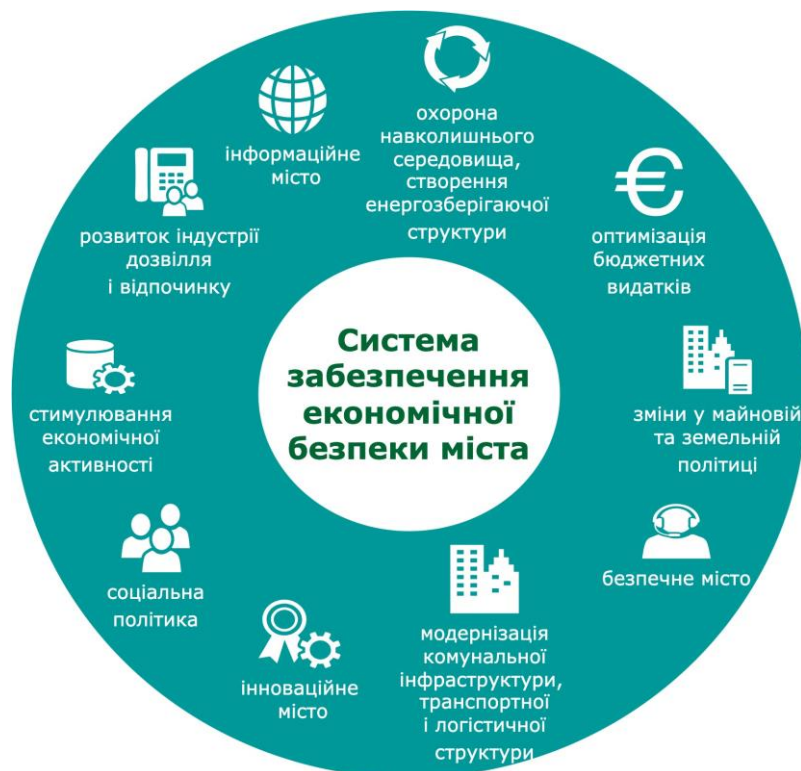 Система
забезпечення
економічної
безпеки міста
охорона
навколишнього
середовища,
створення
енергозберігаючої
структури
оптимізація
бюджетних
видатків
зміни у майновій
та земельній
політиці
безпечне місто
модернізація
комунальної
інфраструктури,
транспортної
і логістичної
структури
інноваційне
місто
соціальна
політика
стимулювання
економічної
активності
розвиток індустрії
дозвілля
і відпочинку
інформаційне
місто